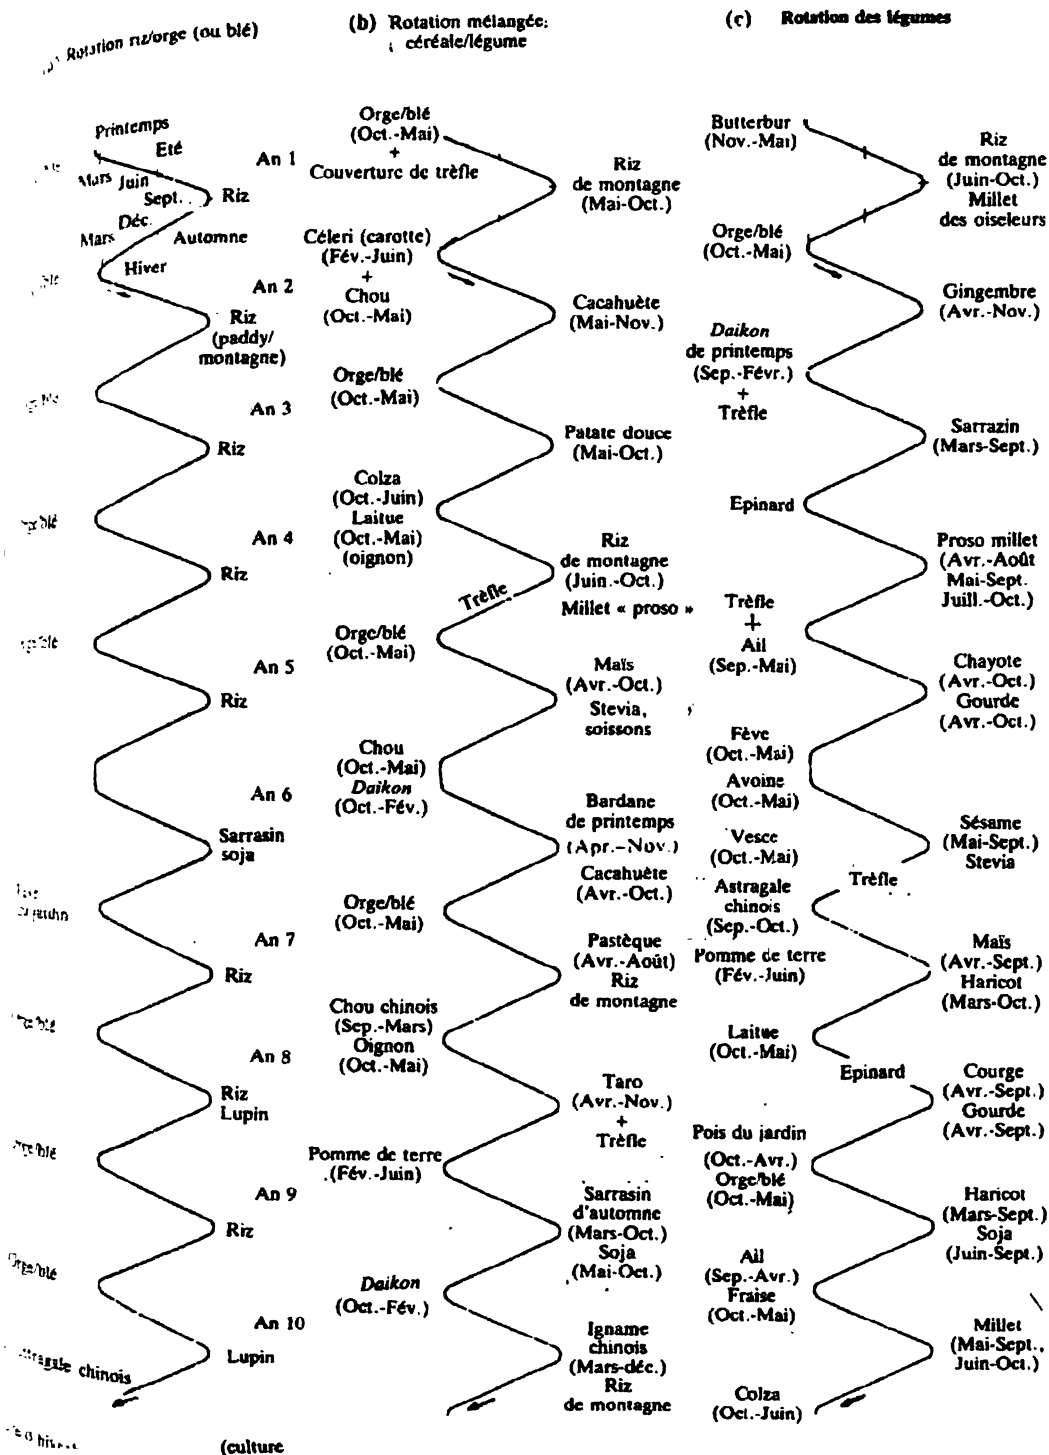 Rotation riz/orge (ou blé)
Printemps
Eté
Mars Juin
Sept.
Déc.
Mars
Automne
Hiver
An 1
Riz
An 2
Riz
(paddy/
montagne)
An 3
Riz
An 4
Riz
An 5
Riz
An 6
Sarrasin
soja
An 7
Riz
An 8
Riz
Lupin
Orge/blé
An 9
Riz
Orge/blé
An 10
Lupin
chinois
(culture
(b) Rotation mélangée:
céréale/légume
Orge/blé
(Oct.-Mai)
+
Couverture de trèfle
Riz
de montagne
(Mai-Oct.)
Céleri (carotte)
(Fév.-Juin)
+
Chou
(Oct.-Mai)
Cacahuète
(Mai-Nov.)
Orge/blé
(Oct.-Mai)
Patate douce
(Mai-Oct.)
Colza
(Oct.-Juin)
Laitue
(Oct.-Mai)
(oignon)
Riz
de montagne
(Juin.-Oct.)
Trèfle
Millet « proso »
Orge/blé
(Oct.-Mai)
Maïs
(Avr.-Oct.)
Stevia,
soissons
Chou
(Oct.-Mai)
Daikon
(Oct.-Fév.)
Bardane
de printemps
(Apr.-Nov.)
Cacahuète
(Avr.-Oct.)
Orge/blé
(Oct.-Mai)
Pastèque
(Avr.-Août)
Riz
de montagne
Chou chinois
(Sep.-Mars)
Oignon
(Oct.-Mai)
Taro
(Avr.-Nov.)
+
Trèfle
Pomme de terre
(Fév.-Juin)
Sarrasin
d'automne
(Mars-Oct.)
Soja
(Mai-Oct.)
Daikon
(Oct.-Fév.)
Igname
chinois
(Mars-déc.)
Riz
de montagne
(c) Rotation des légumes
Butterbur
(Nov.-Mai)
Riz
de montagne
(Juin-Oct.)
Millet
des oiseleurs
Orge/blé
(Oct.-Mai)
Gingembre
(Avr.-Nov.)
Daikon
de printemps
(Sep.-Févr.)
+
Trèfle
Sarrazin
(Mars-Sept.)
Epinard
Proso millet
(Avr.-Août
Mai-Sept.
Juill.-Oct.)
Trèfle
+
Ail
(Sep.-Mai)
Chayote
(Avr.-Oct.)
Gourde
(Avr.-Oct.)
Fève
(Oct.-Mai)
Avoine
(Oct.-Mai)
Vesce
(Oct.-Mai)
Sésame
(Mai-Sept.)
Stevia
Trèfle
Astragale
chinois
(Sep.-Oct.)
Pomme de terre
(Fév.-Juin)
Maïs
(Avr.-Sept.)
Haricot
(Mars-Oct.)
Laitue
(Oct.-Mai)
Epinard
Courge
(Avr.-Sept.)
Gourde
(Avr.-Sept.)
Pois du jardin
(Oct.-Avr.)
Orge/blé
(Oct.-Mai)
Haricot
(Mars-Sept.)
Soja
(Juin-Sept.)
Ail
(Sep.-Avr.)
Fraise
(Oct.-Mai)
Millet
(Mai-Sept.,
Juin-Oct.)
Colza
(Oct.-Juin)